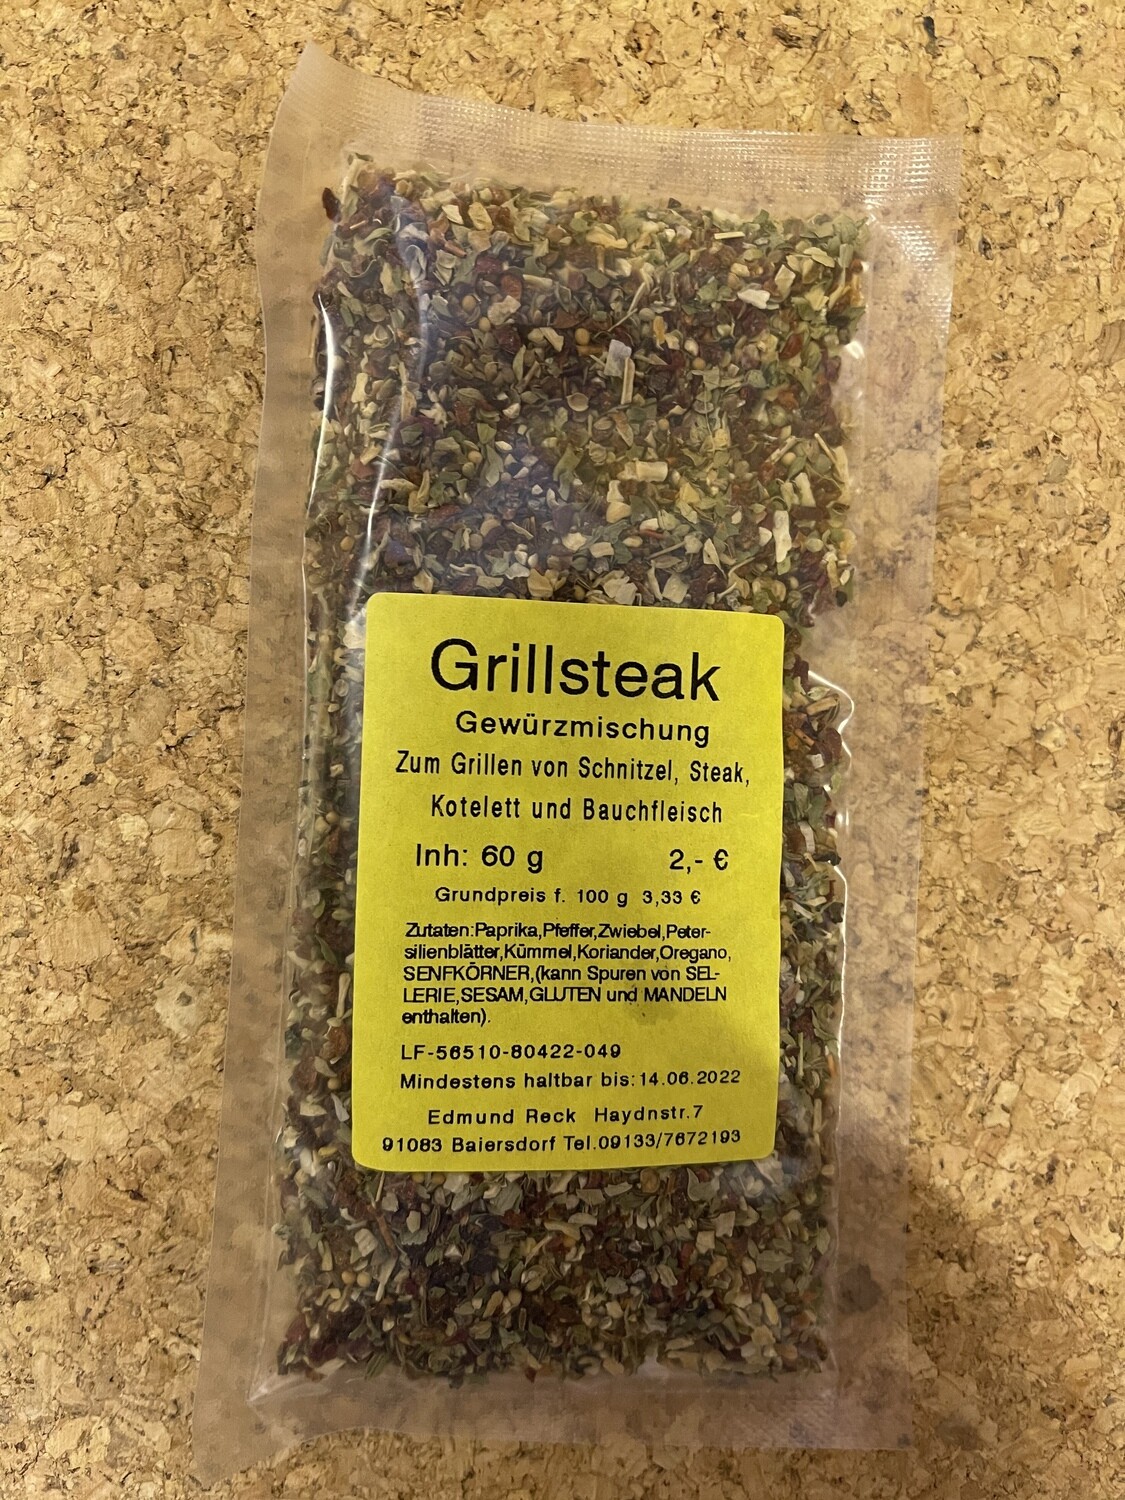 Grillsteak
Gewürzmischung
Zum Grillen von Schnitzel, Steak,
Kotelett und Bauchfleisch
Inh: 60 g 2,- €
Grundpreis f. 100 g 3,33 €
Zutaten:Paprika,Pfeffer,Zwiebel,Peter-
silienblätter,Kümmel,Koriander,Oregano,
SENFKÖRNER,(kann Spuren von SEL-
LERIE,SESAM,GLUTEN und MANDELN
enthalten).
LF-56510-80422-049
Mindestens haltbar bis:14.06.2022
Edmund Reck Haydnstr.7
91083 Baiersdorf Tel.09133/7672193